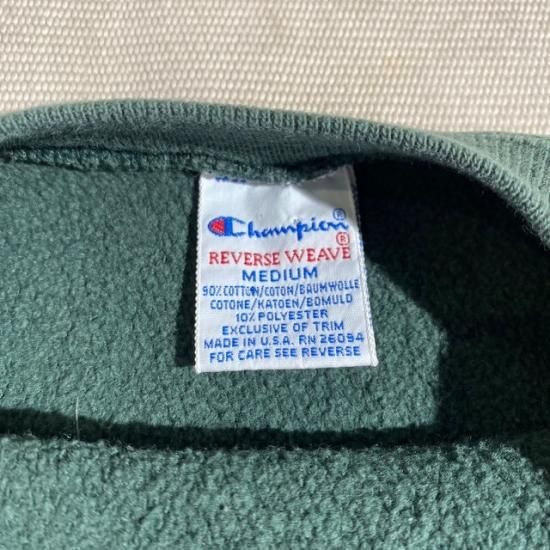 Champion®
REVERSE WEAVE®
MEDIUM
90% COTTON/COTON/BAUMWOLLE
COTONE/KATOEN/BOMULD
10% POLYESTER
EXCLUSIVE OF TRIM
MADE IN U.S.A. RN 26094
FOR CARE SEE REVERSE